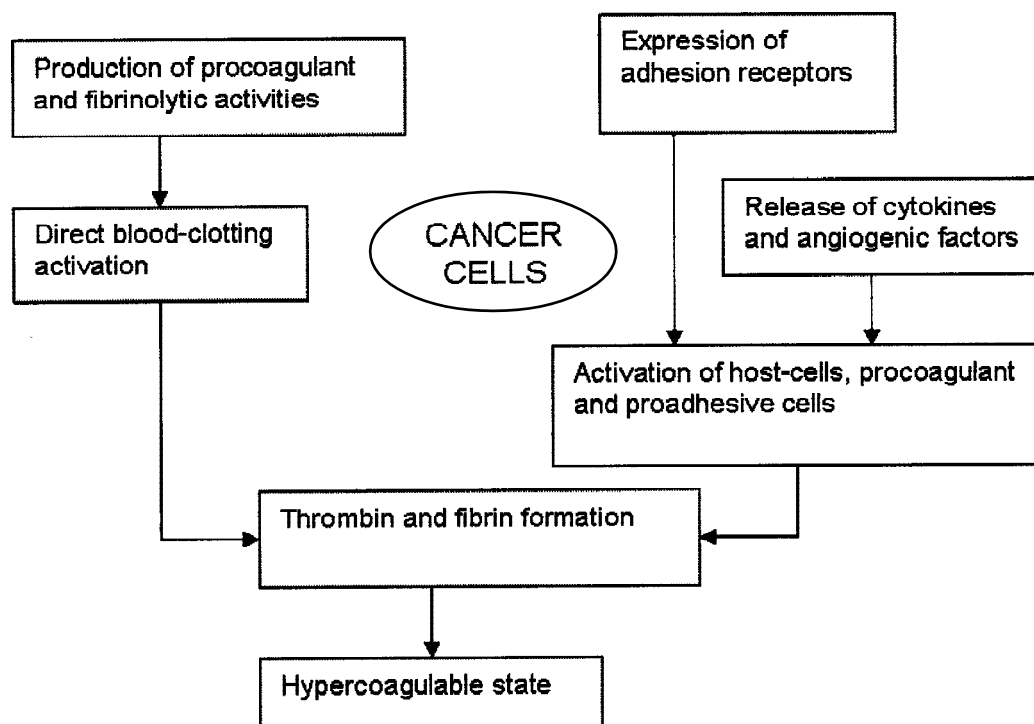 Production of procoagulant
and fibrinolytic activities
Expression of
adhesion receptors
Direct blood-clotting
activation
CANCER
CELLS
Release of cytokines
and angiogenic factors
Activation of host-cells, procoagulant
and proadhesive cells
Thrombin and fibrin formation
Hypercoagulable state